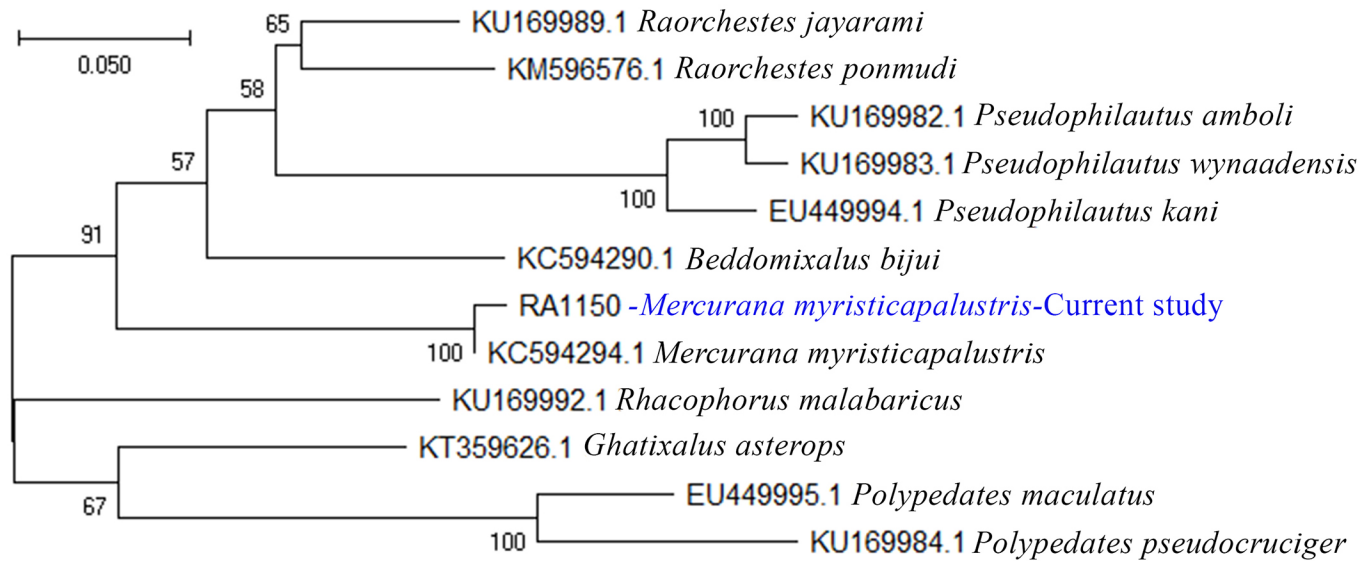 65
KU169989.1 Raorchestes jayarami
0.050
KM596576.1 Raorchestes ponmudi
58
100
KU169982.1 Pseudophilautus amboli
57
KU169983.1 Pseudophilautus wynaadensis
100
EU449994.1 Pseudophilautus kani
91
KC594290.1 Beddomixalus bijui
RA1150 -Mercurana myristicapalustris-Current study
100
KC594294.1 Mercurana myristicapalustris
KU169992.1 Rhacophorus malabaricus
KT359626.1 Ghatixalus asterops
67
EU449995.1 Polypedates maculatus
100
KU169984.1 Polypedates pseudocruciger